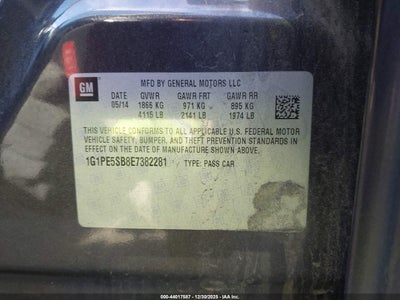 GM
MFD BY GENERAL MOTORS LLC
DATE GVWR GAWR FRT GAWR RR
05/14 1866 KG 971 KG 895 KG
4115 LB 2141 LB 1974 LB
THIS VEHICLE CONFORMS TO ALL APPLICABLE U.S. FEDERAL MOTOR
VEHICLE SAFETY, BUMPER, AND THEFT PREVENTION STANDARDS IN
EFFECT ON THE DATE OF MANUFACTURE SHOWN ABOVE.
1G1PE5SB8E7382281 TYPE: PASS CAR
000-44017587 - 12/30/2025 - IAA Inc.